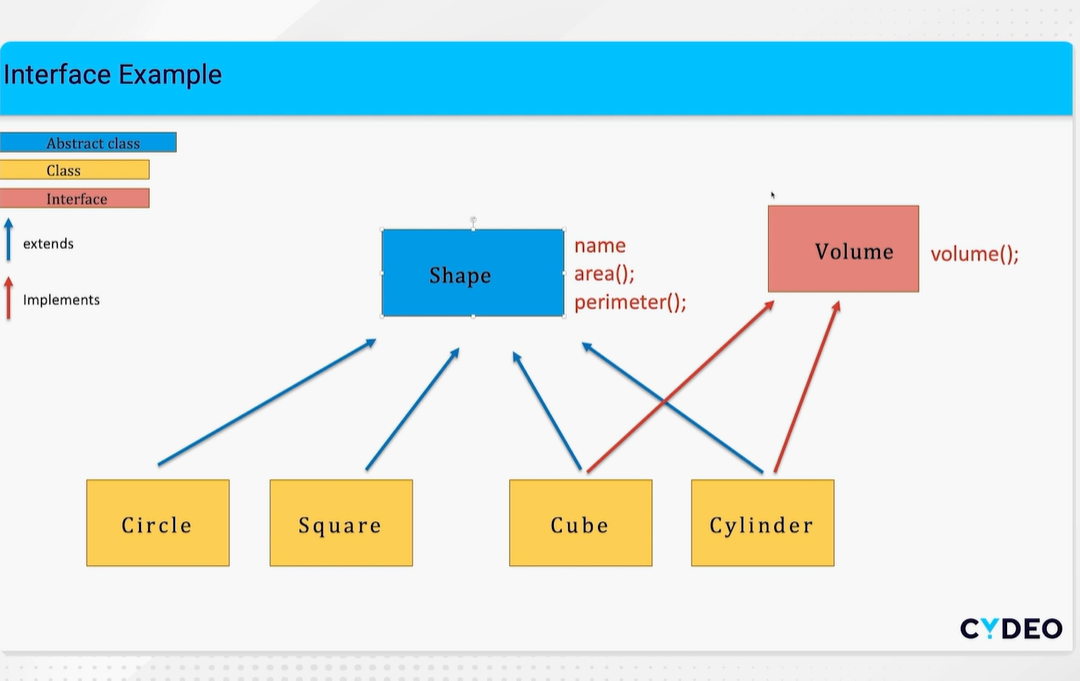 Interface Example
Abstract class
Class
Interface
extends
Implements
Shape
name
area();
perimeter();
Volume
volume();
Circle
Square
Cube
Cylinder
CYDEO